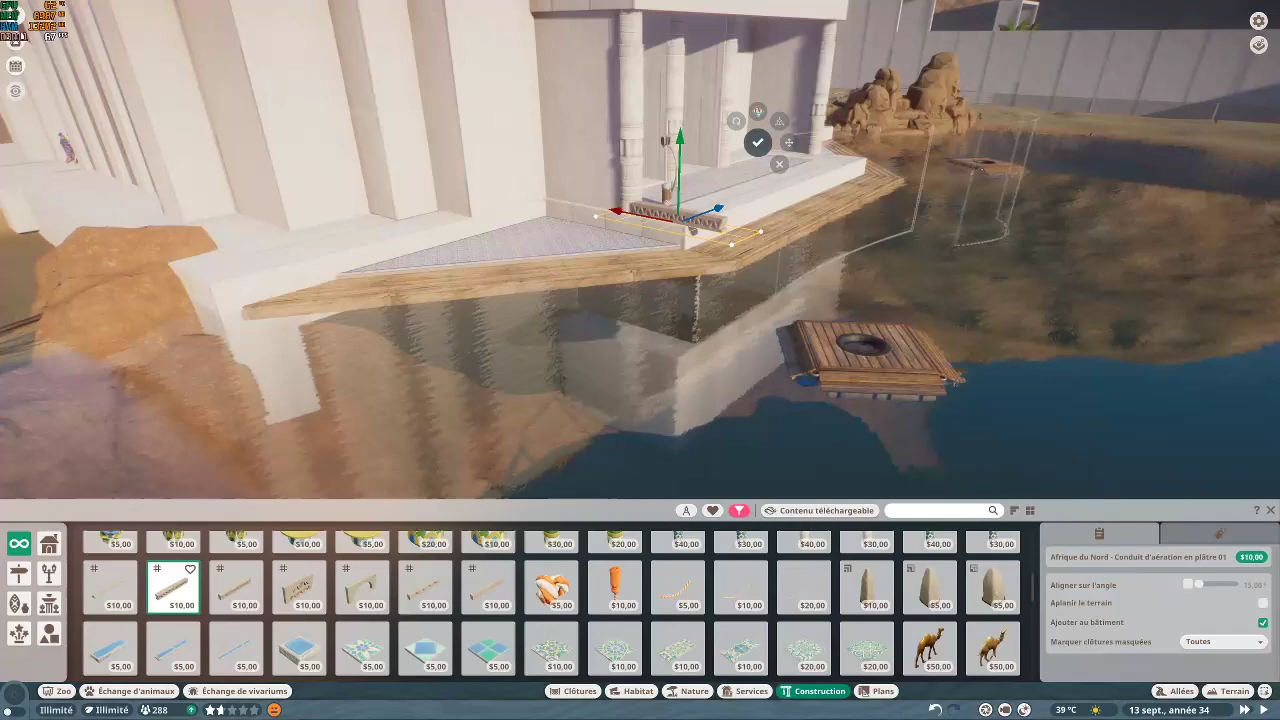 Contenu téléchargeable
?
$5,00 $10,00 $5,00 $10,00 $5,00 $20,00 $10,00 $30,00 $20,00 $40,00 $30,00 $40,00 $30,00 $40,00 $30,00
$10,00 $10,00 $10,00 $10,00 $10,00 $10,00 $10,00 $5,00 $10,00 $5,00 $10,00 $20,00 $10,00 $5,00 $5,00
$5,00 $5,00 $5,00 $5,00 $5,00 $5,00 $5,00 $10,00 $10,00 $10,00 $10,00 $20,00 $20,00 $50,00 $50,00
Afrique du Nord - Conduit d'aération en plâtre 01 $10,00
Aligner sur l'angle 15,00°
Aplanir le terrain
Ajouter au bâtiment
Marquer clôtures masquées Toutes
Zoo Échange d'animaux Échange de vivariums Clôtures Habitat Nature Services Construction Plans Allées Terrain
Illimité Illimité 288 39 °C 13 sept., année 34